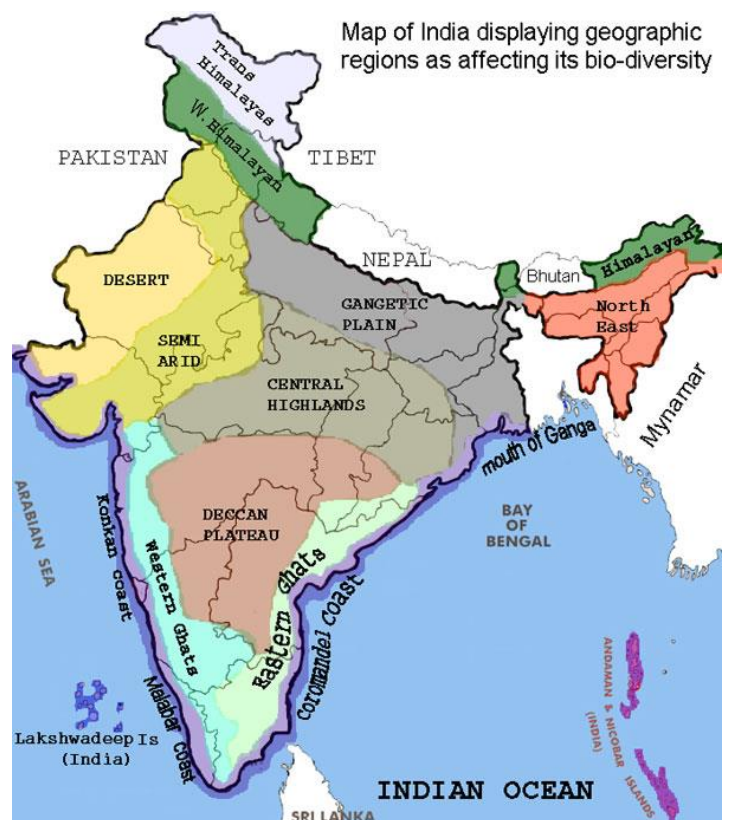 Map of India displaying geographic
regions as affecting its bio-diversity
Trans
Himalayas
W. Himalayan
PAKISTAN
TIBET
NEPAL
Bhutan
Himalayan
DESERT
GANGETIC
PLAIN
North
East
SEMI
ARID
CENTRAL
HIGHLANDS
Mynamar
mouth of Ganga
ARABIAN SEA
Konkan coast
DECCAN
PLATEAU
BAY
OF
BENGAL
Western Ghats
Eastern Ghats
Coromandel coast
Malabar coast
Lakshwadeep Is
(India)
ANDAMAN & NICOBAR ISLANDS
(INDIA)
INDIAN OCEAN
SRI LANKA